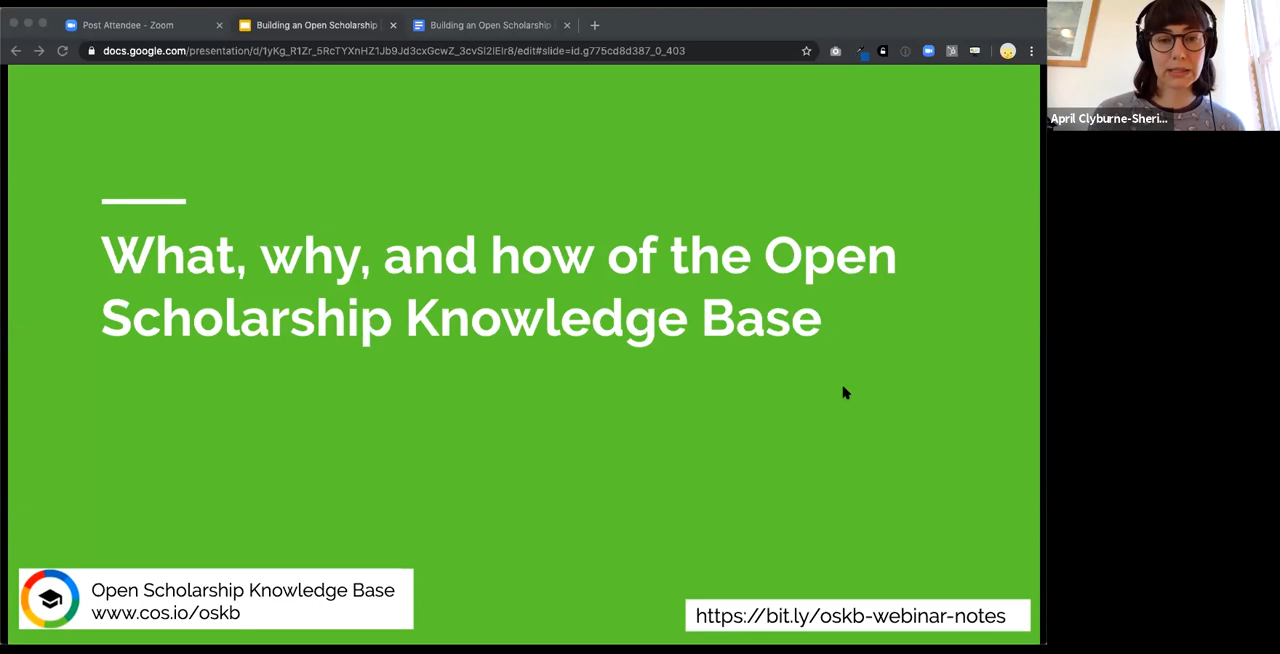 Post Attendee - Zoom
Building an Open Scholarship
Building an Open Scholarship
docs.google.com/presentation/d/1yKg_R1Zr_5RcTYXnHZ1Jb9Jd3cxGcwZ_3cvSl2lElr8/edit#slide=id.g775cd8d387_0_403
April Clyburne-Sheri...
What, why, and how of the Open
Scholarship Knowledge Base
Open Scholarship Knowledge Base
www.cos.io/oskb
https://bit.ly/oskb-webinar-notes